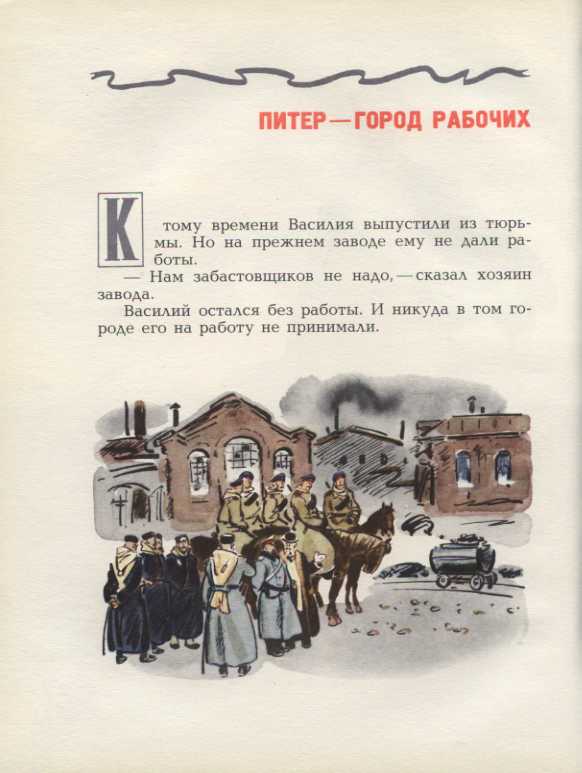 ПИТЕР—ГОРОД РАБОЧИХ
К тому времени Василия выпустили из тюрь-
мы. Но на прежнем заводе ему не дали ра-
боты.
— Нам забастовщиков не надо,—сказал хозяин
завода.
Василий остался без работы. И никуда в том го-
роде его на работу не принимали.